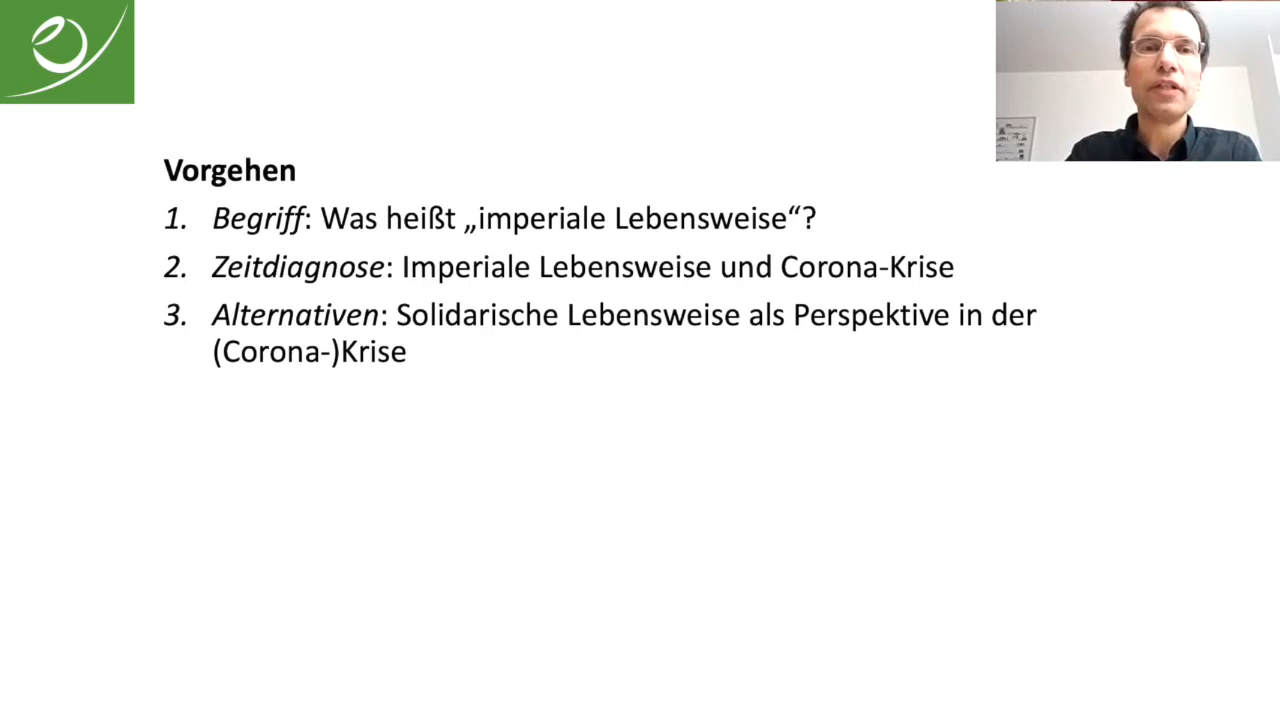 Vorgehen
1. Begriff: Was heißt „imperiale Lebensweise“?
2. Zeitdiagnose: Imperiale Lebensweise und Corona-Krise
3. Alternativen: Solidarische Lebensweise als Perspektive in der
(Corona-)Krise